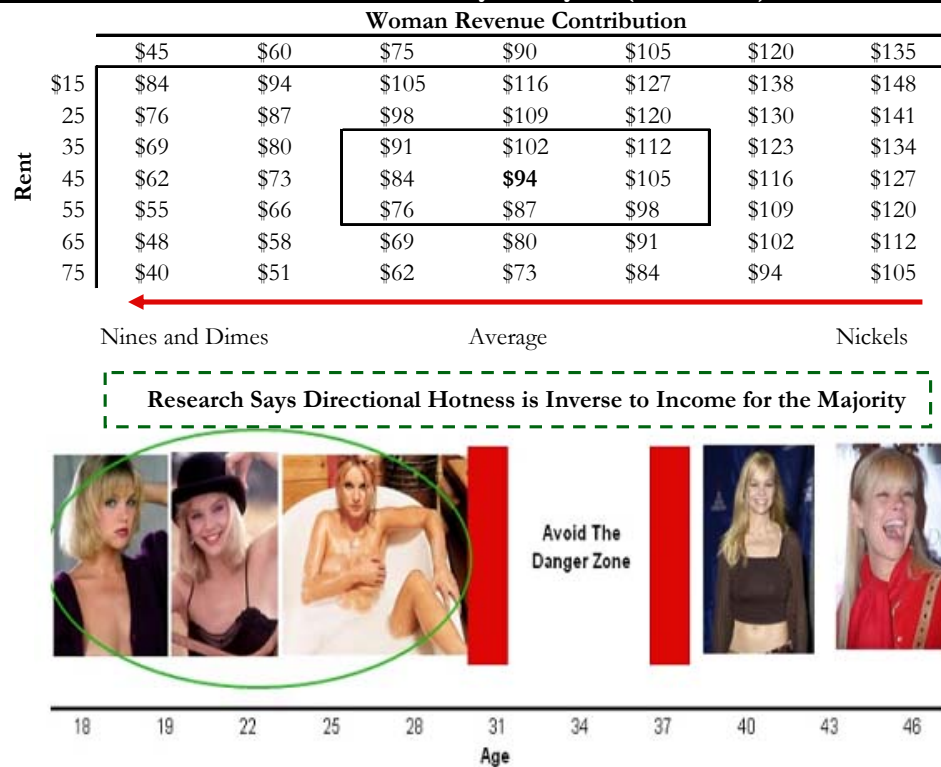 Woman Revenue Contribution
$45 $60 $75 $90 $105 $120 $135
$15 $84 $94 $105 $116 $127 $138 $148
25 $76 $87 $98 $109 $120 $130 $141
35 $69 $80 $91 $102 $112 $123 $134
45 $62 $73 $84 $94 $105 $116 $127
55 $55 $66 $76 $87 $98 $109 $120
65 $48 $58 $69 $80 $91 $102 $112
75 $40 $51 $62 $73 $84 $94 $105
Rent
Nines and Dimes Average Nickels
Research Says Directional Hotness is Inverse to Income for the Majority
Avoid The
Danger Zone
18 19 22 25 28 31 34 37 40 43 46
Age